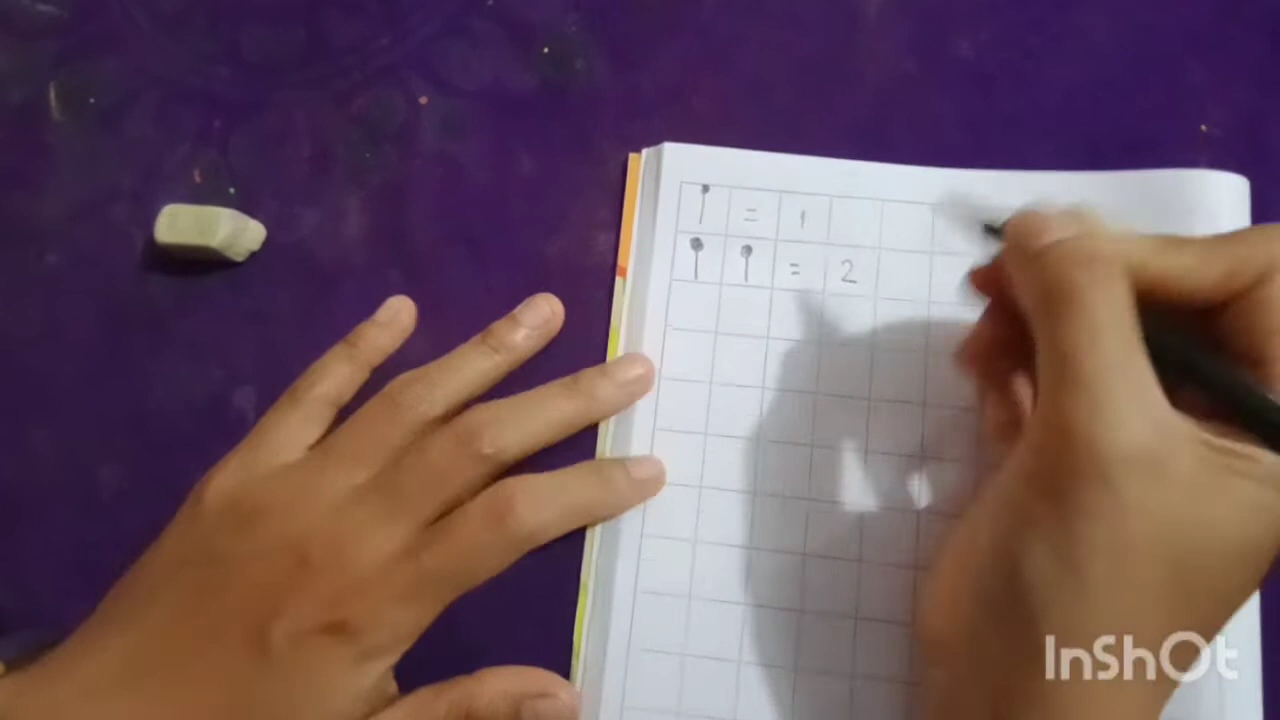 = 1
= 2
InShOt